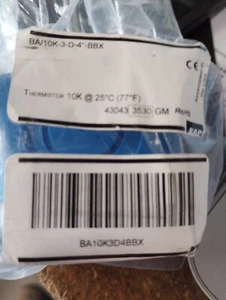 BA/10K-3-D-4"-BBX
THERMISTOR 10K @ 25°C (77°F)
43043 3530 GM
BA10K3D4BBX